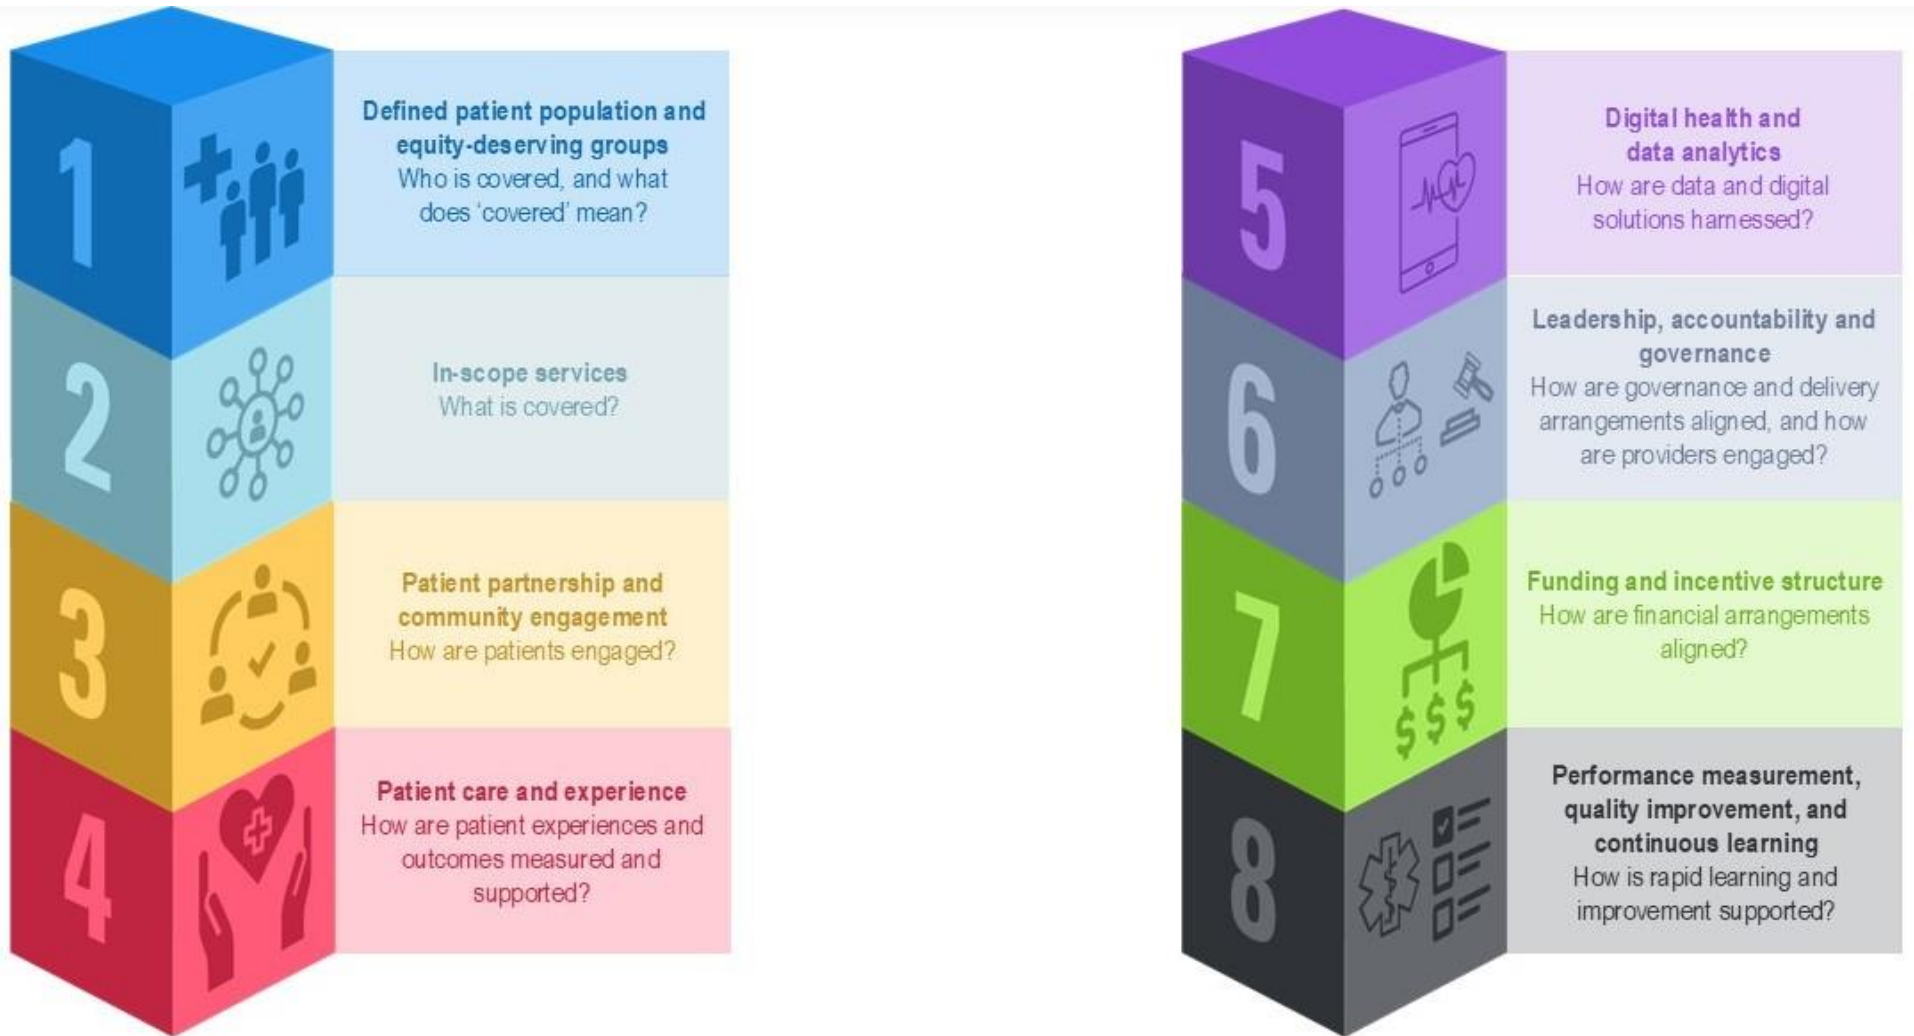 1
Defined patient population and
equity-deserving groups
Who is covered, and what
does ‘covered’ mean?
2
In-scope services
What is covered?
3
Patient partnership and
community engagement
How are patients engaged?
4
Patient care and experience
How are patient experiences and
outcomes measured and
supported?
5
Digital health and
data analytics
How are data and digital
solutions harnessed?
6
Leadership, accountability and
governance
How are governance and delivery
arrangements aligned, and how
are providers engaged?
7
Funding and incentive structure
How are financial arrangements
aligned?
$ $ $
8
Performance measurement,
quality improvement, and
continuous learning
How is rapid learning and
improvement supported?